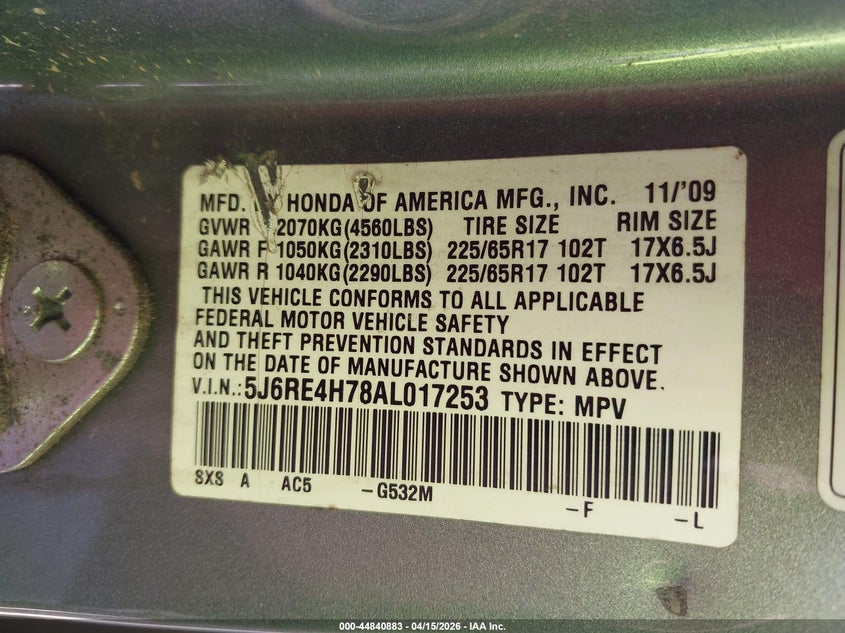 MFD. BY HONDA OF AMERICA MFG., INC. 11/'09
GVWR 2070KG(4560LBS) TIRE SIZE RIM SIZE
GAWR F 1050KG(2310LBS) 225/65R17 102T 17X6.5J
GAWR R 1040KG(2290LBS) 225/65R17 102T 17X6.5J
THIS VEHICLE CONFORMS TO ALL APPLICABLE
FEDERAL MOTOR VEHICLE SAFETY
AND THEFT PREVENTION STANDARDS IN EFFECT
ON THE DATE OF MANUFACTURE SHOWN ABOVE.
V.I.N.: 5J6RE4H78AL017253 TYPE: MPV
SXS A AC5 -G532M -F -L
000-44840883 - 04/15/2026 - IAA Inc.